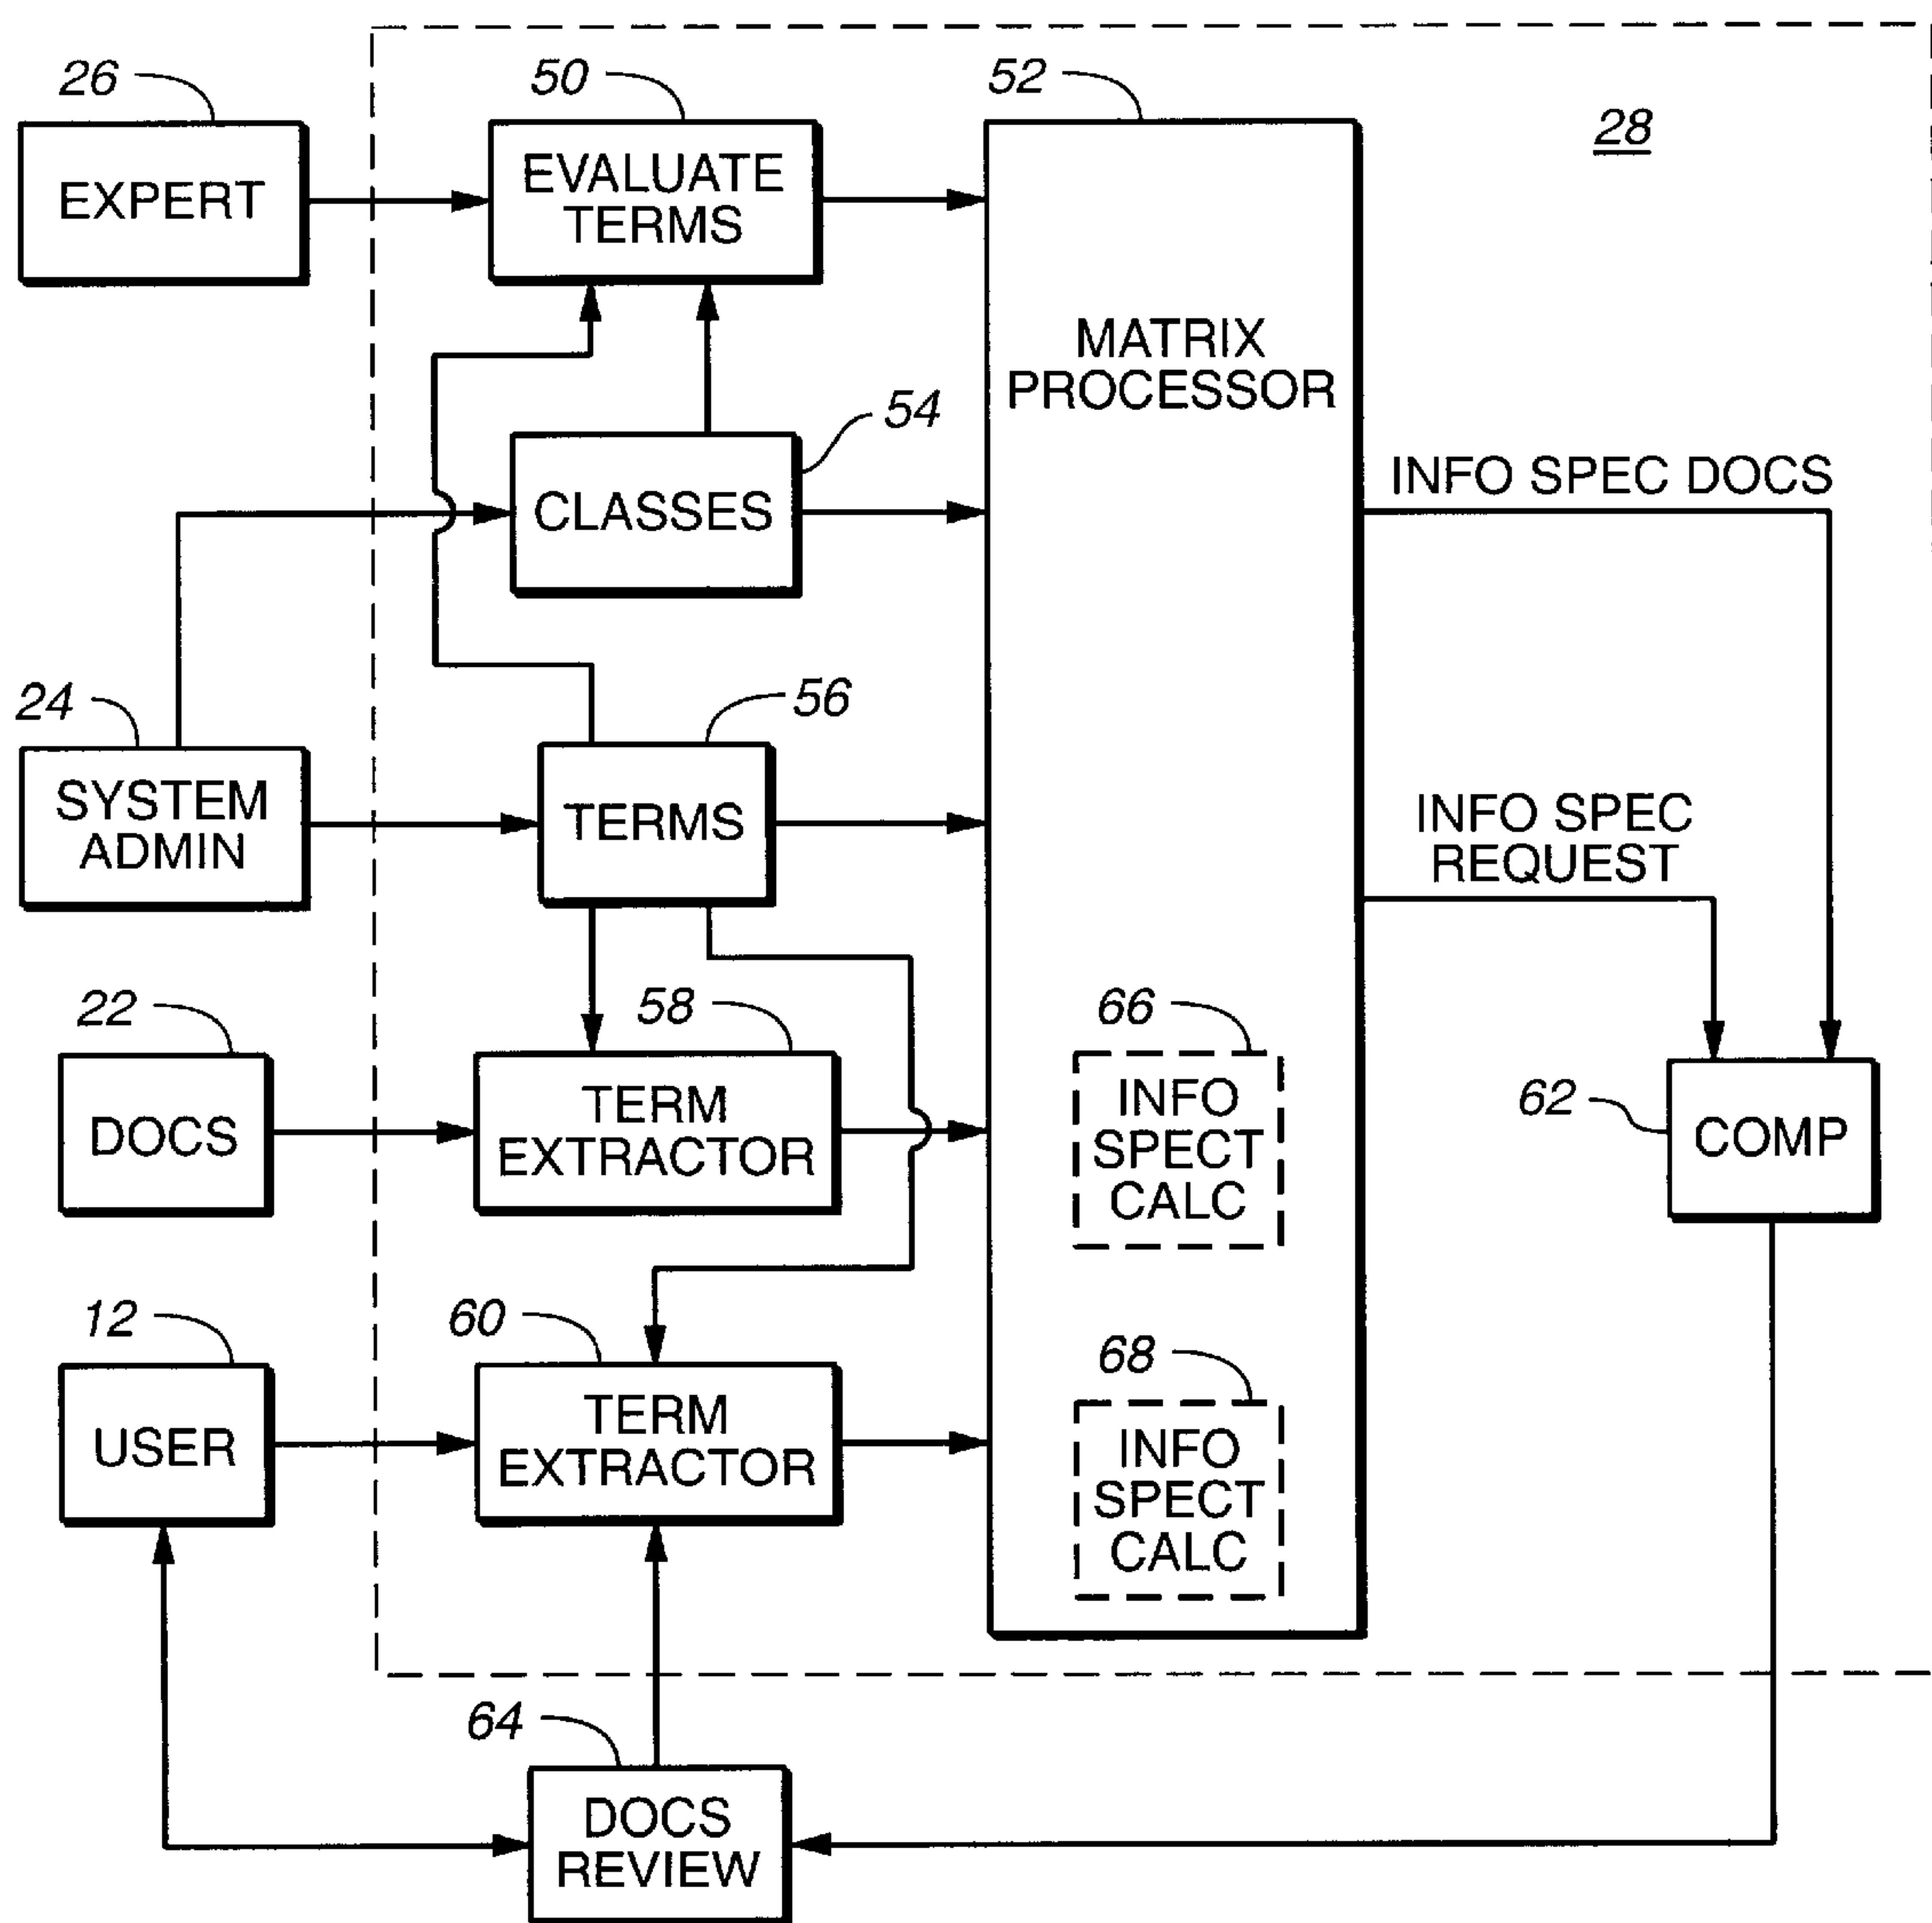 26
50
52
28
EXPERT
EVALUATE
TERMS
MATRIX
PROCESSOR
54
CLASSES
INFO SPEC DOCS
24
56
SYSTEM
ADMIN
TERMS
INFO SPEC
REQUEST
22
58
66
DOCS
TERM
EXTRACTOR
INFO
SPECT
CALC
62
COMP
12
60
68
USER
TERM
EXTRACTOR
INFO
SPECT
CALC
64
DOCS
REVIEW